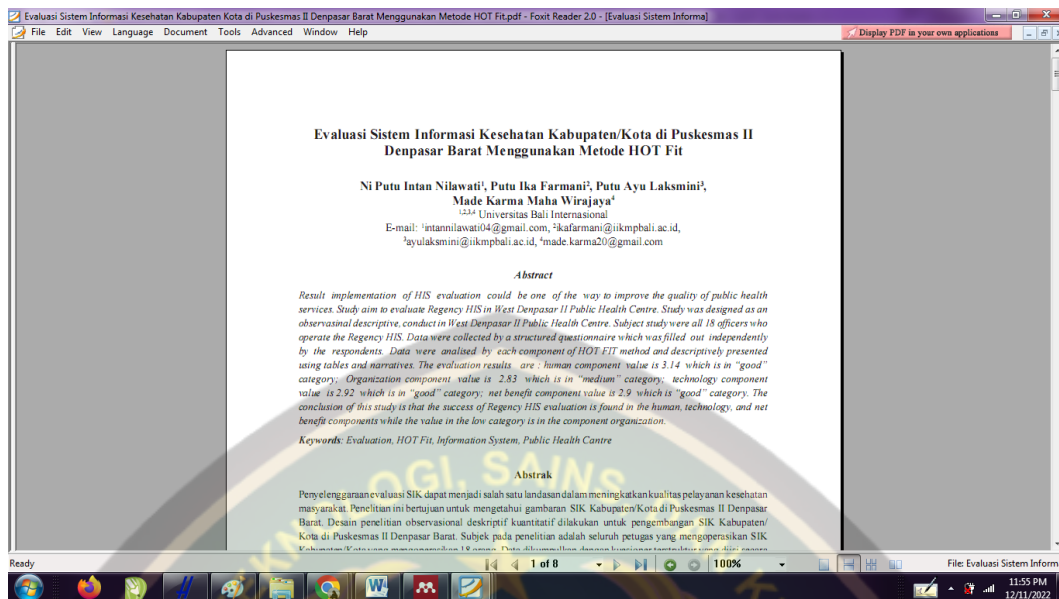 Evaluasi Sistem Informasi Kesehatan Kabupaten Kota di Puskesmas II Denpasar Barat Menggunakan Metode HOT Fit.pdf - Foxit Reader 2.0 - [Evaluasi Sistem Informa]
File Edit View Language Document Tools Advanced Window Help
Display PDF in your own applications
Evaluasi Sistem Informasi Kesehatan Kabupaten/Kota di Puskesmas II
Denpasar Barat Menggunakan Metode HOT Fit
Ni Putu Intan Nilawati¹, Putu Ika Farmani², Putu Ayu Laksmini³,
Made Karma Maha Wirajaya⁴
¹,²,³,⁴ Universitas Bali Internasional
E-mail: ¹intannilawati04@gmail.com, ²ikafarmani@iikmpbali.ac.id,
³ayulaksmini@iikmpbali.ac.id, ⁴made.karma20@gmail.com
Abstract
Result implementation of HIS evaluation could be one of the way to improve the quality of public health
services. Study aim to evaluate Regency HIS in West Denpasar II Public Health Centre. Study was designed as an
observasinal descriptive, conduct in West Denpasar II Public Health Centre. Subject study were all 18 officers who
operate the Regency HIS. Data were collected by a structured questionnaire which was filled out independently
by the respondents. Data were analised by each component of HOT FIT method and descriptively presented
using tables and narratives. The evaluation results are : human component value is 3.14 which is in "good"
category; Organization component value is 2.83 which is in "medium" category; technology component
value is 2.92 which is in "good" category; net benefit component value is 2.9 which is "good" category. The
conclusion of this study is that the success of Regency HIS evaluation is found in the human, technology, and net
benefit components while the value in the low category is in the component organization.
Keywords: Evaluation, HOT Fit, Information System, Public Health Cantre
Abstrak
Penyelenggaraan evaluasi SIK dapat menjadi salah satu landasan dalam meningkatkan kualitas pelayanan kesehatan
masyarakat. Penelitian ini bertujuan untuk mengetahui gambaran SIK Kabupaten/Kota di Puskesmas II Denpasar
Barat. Desain penelitian observasional deskriptif kuantitatif dilakukan untuk pengembangan SIK Kabupaten/
Kota di Puskesmas II Denpasar Barat. Subjek pada penelitian adalah seluruh petugas yang mengoperasikan SIK
Kabupaten/Kota yang mengoperasikan 18 orang. Data dikumpulkan dengan kuesioner terstruktur yang diisi secara
Ready
1 of 8
100%
File: Evaluasi Sistem Inform
11:55 PM
12/11/2022